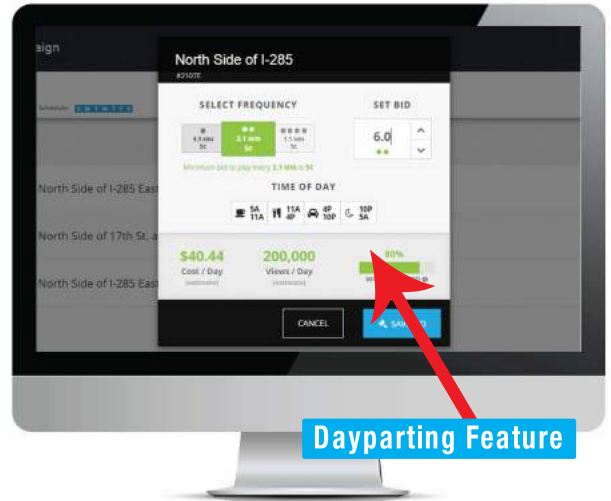 aign
North Side of I-285
#2107E
Schedule: S M T W T F S
SELECT FREQUENCY
SET BID
4.3 MIN
5¢
2.1 MIN
5¢
1.1 MIN
5¢
6.0
Minimum bid to play every 2.1 MIN is 5¢
TIME OF DAY
5A
11A
11A
4P
4P
10P
10P
5A
North Side of I-285 East
North Side of 17th St. a
North Side of I-285 East
$40.44
Cost / Day
(estimate)
200,000
Views / Day
(estimate)
80%
CANCEL
Dayparting Feature